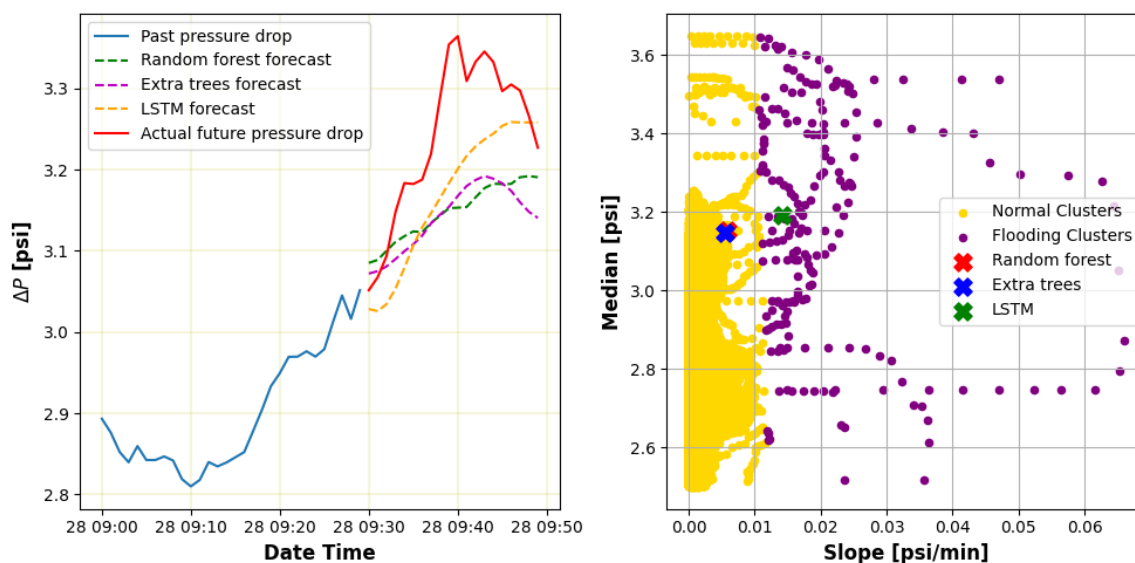 Past pressure drop
Random forest forecast
Extra trees forecast
LSTM forecast
Actual future pressure drop
3.3
3.2
3.1
3.0
2.9
2.8
ΔP [psi]
28 09:00
28 09:10
28 09:20
28 09:30
28 09:40
28 09:50
Date Time
3.6
3.4
3.2
3.0
2.8
2.6
Median [psi]
Normal Clusters
Flooding Clusters
Random forest
Extra trees
LSTM
0.00
0.01
0.02
0.03
0.04
0.05
0.06
Slope [psi/min]